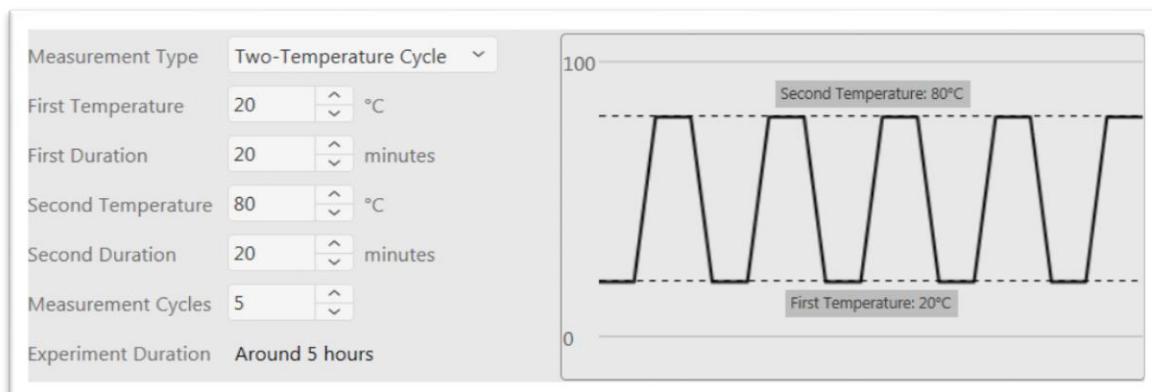 Measurement Type Two-Temperature Cycle
First Temperature 20 °C
First Duration 20 minutes
Second Temperature 80 °C
Second Duration 20 minutes
Measurement Cycles 5
Experiment Duration Around 5 hours
100
Second Temperature: 80°C
First Temperature: 20°C
0